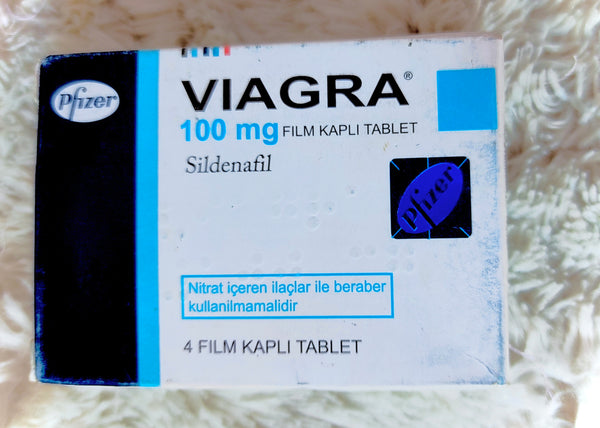 Pfizer
VIAGRA®
100 mg FILM KAPLI TABLET
Sildenafil
Pfizer
Nitrat içeren ilaçlar ile beraber
kullanilmamalidir
4 FILM KAPLI TABLET